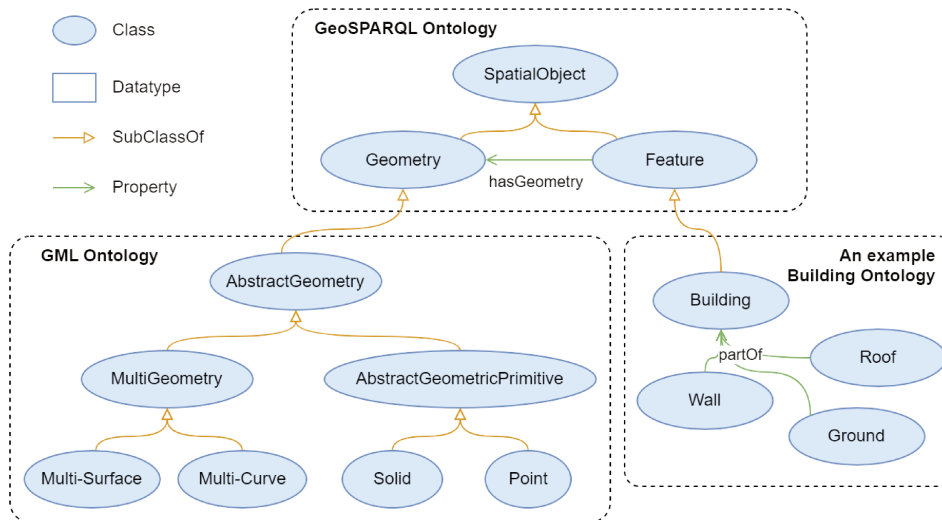 Class
Datatype
SubClassOf
Property
GeoSPARQL Ontology
SpatialObject
Geometry
Feature
hasGeometry
GML Ontology
AbstractGeometry
MultiGeometry
AbstractGeometricPrimitive
Multi-Surface
Multi-Curve
Solid
Point
An example
Building Ontology
Building
partOf
Roof
Wall
Ground